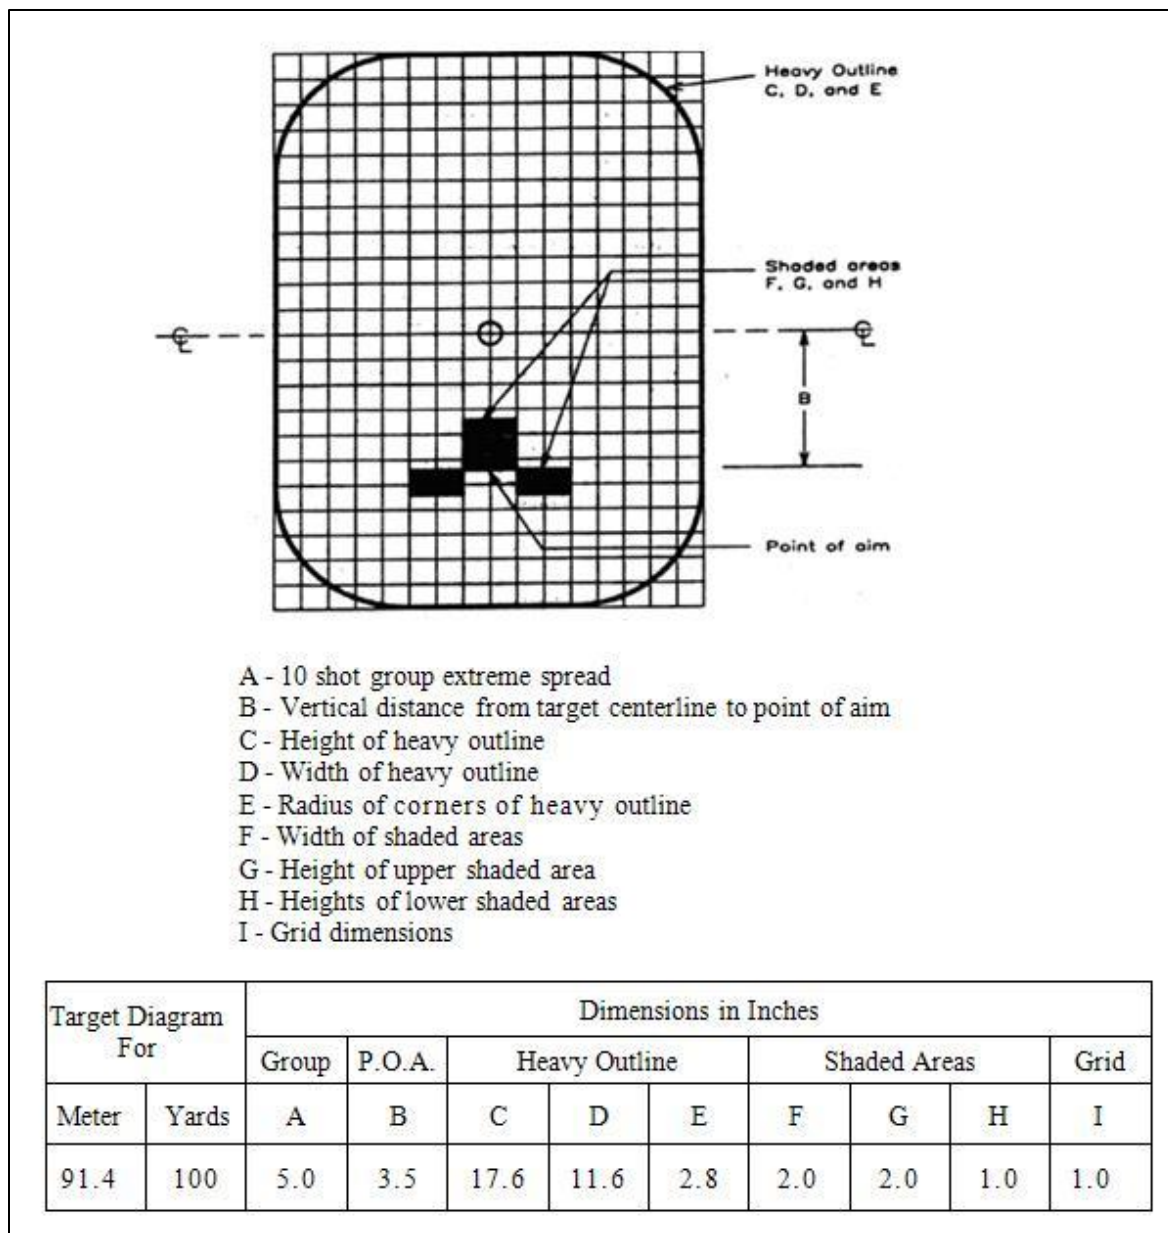 Heavy Outline
C, D, and E
Shaded areas
F, G, and H
℄ ℄
B
Point of aim
A - 10 shot group extreme spread
B - Vertical distance from target centerline to point of aim
C - Height of heavy outline
D - Width of heavy outline
E - Radius of corners of heavy outline
F - Width of shaded areas
G - Height of upper shaded area
H - Heights of lower shaded areas
I - Grid dimensions
Target Diagram For Dimensions in Inches
Group P.O.A. Heavy Outline Shaded Areas Grid
Meter Yards A B C D E F G H I
91.4 100 5.0 3.5 17.6 11.6 2.8 2.0 2.0 1.0 1.0